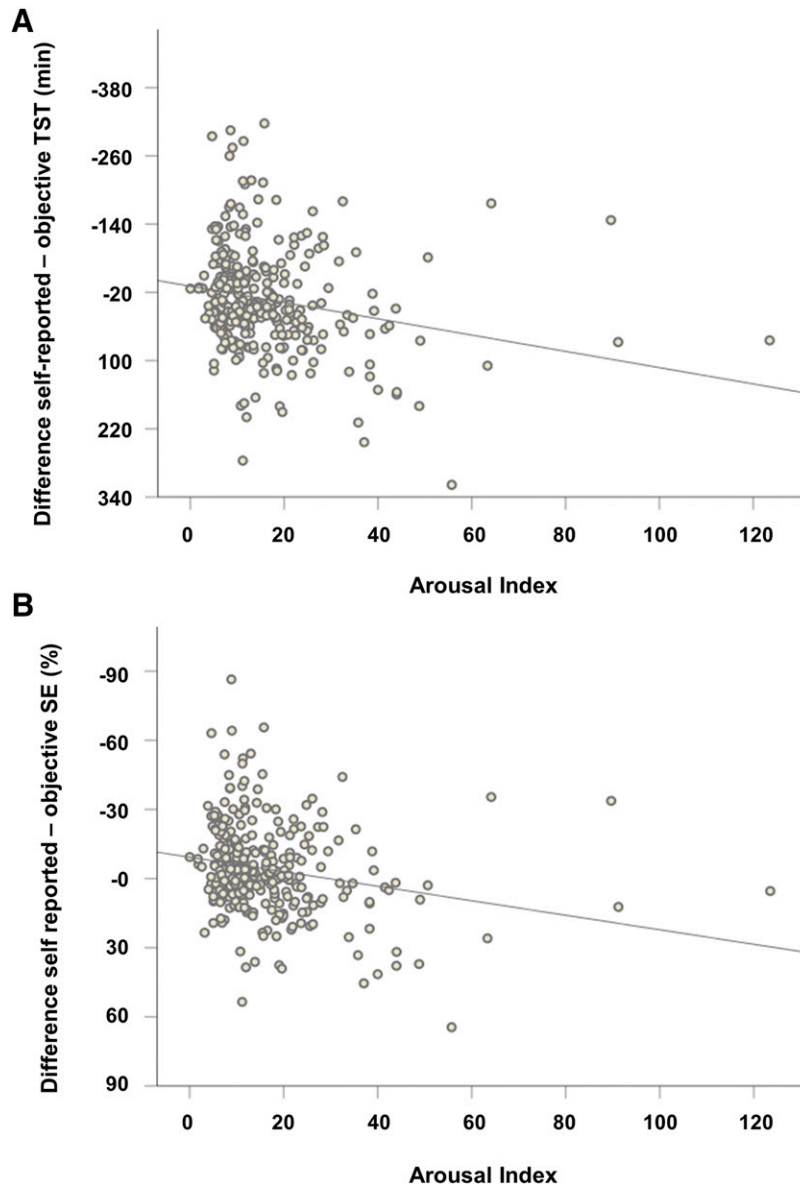 A
Difference self-reported – objective TST (min)
-380
-260
-140
-20
100
220
340
0 20 40 60 80 100 120
Arousal Index
B
Difference self reported – objective SE (%)
-90
-60
-30
-0
30
60
90
0 20 40 60 80 100 120
Arousal Index